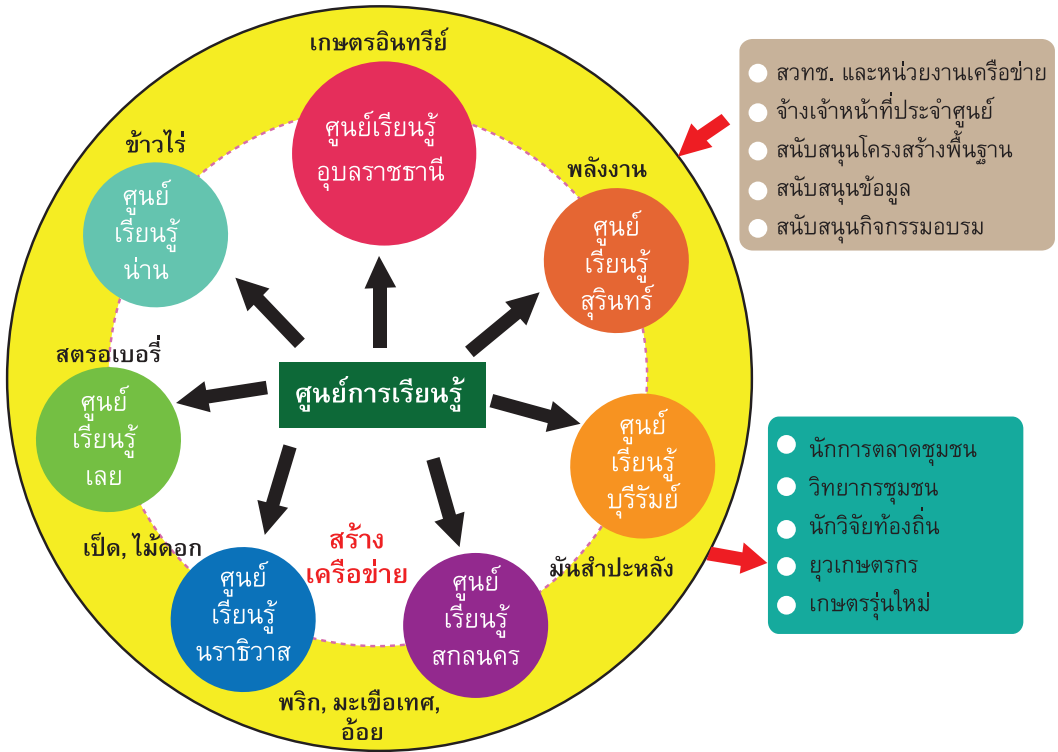 เกษตรอินทรีย์
ศูนย์เรียนรู้
อุบลราชธานี
ข้าวไร่
ศูนย์
เรียนรู้
น่าน
พลังงาน
ศูนย์
เรียนรู้
สุรินทร์
สตรอเบอรี่
ศูนย์
เรียนรู้
เลย
ศูนย์การเรียนรู้
ศูนย์
เรียนรู้
บุรีรัมย์
เป็ด, ไม้ดอก
ศูนย์
เรียนรู้
นราธิวาส
สร้าง
เครือข่าย
ศูนย์
เรียนรู้
สกลนคร
มันสำปะหลัง
พริก, มะเขือเทศ,
อ้อย
สวทช. และหน่วยงานเครือข่าย
จ้างเจ้าหน้าที่ประจำศูนย์
สนับสนุนโครงสร้างพื้นฐาน
สนับสนุนข้อมูล
สนับสนุนกิจกรรมอบรม
นักการตลาดชุมชน
วิทยากรชุมชน
นักวิจัยท้องถิ่น
ยุวเกษตรกร
เกษตรรุ่นใหม่